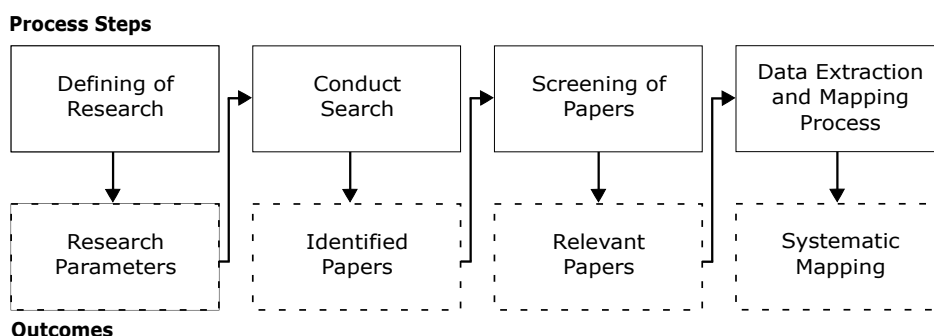 Process Steps
Defining of
Research
Conduct
Search
Screening of
Papers
Data Extraction
and Mapping
Process
Research
Parameters
Identified
Papers
Relevant
Papers
Systematic
Mapping
Outcomes